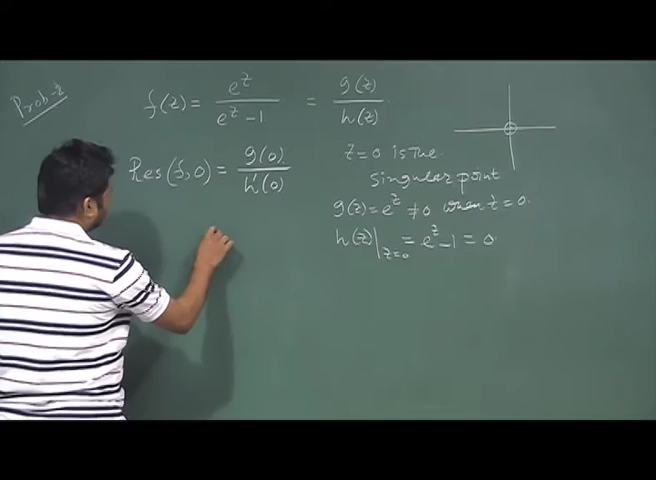 Prob-2
f(z) = e^z / (e^z - 1) = g(z) / h(z)
Res(f, 0) = g(0) / h'(0)
z = 0 is the
singular point
g(z) = e^z ≠ 0 when z = 0.
h(z)|_{z=0} = e^z - 1 = 0